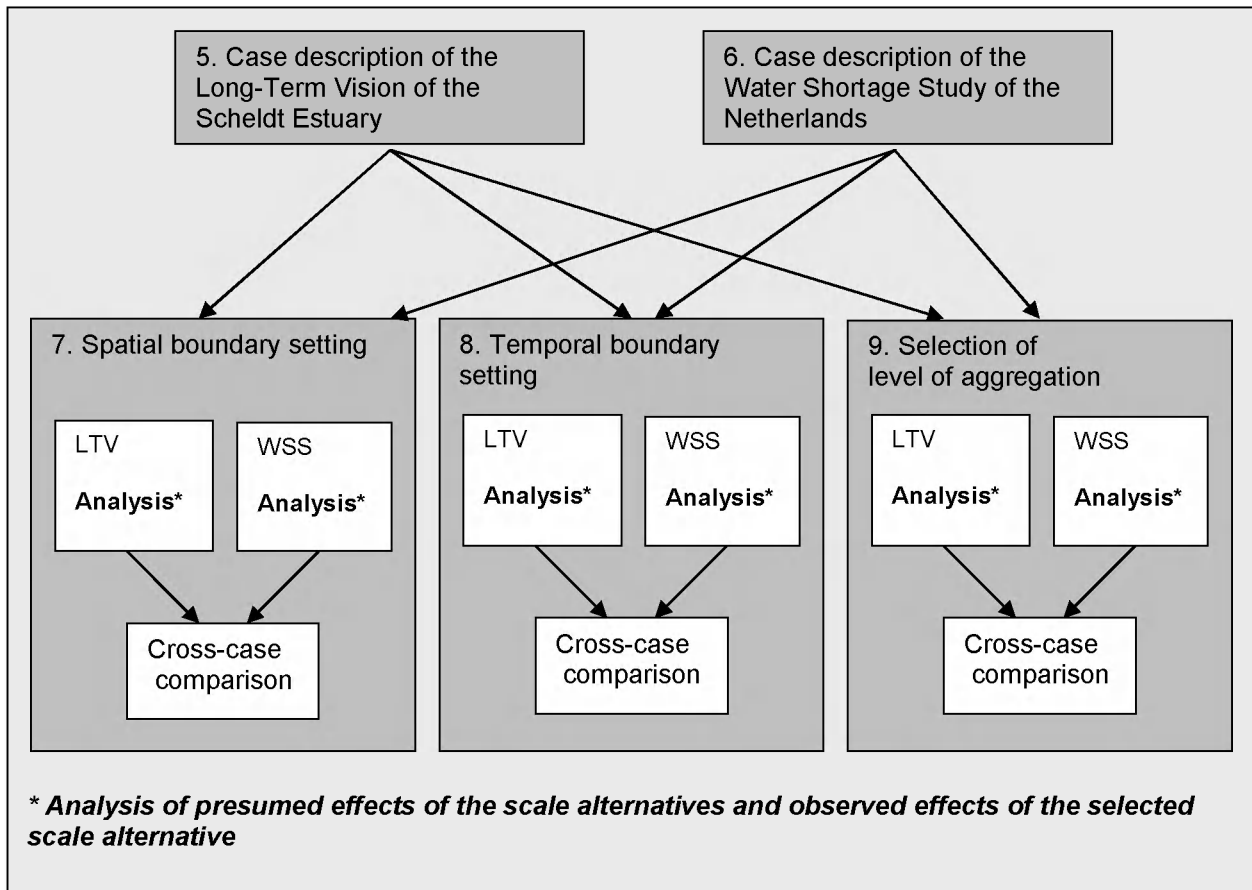 5. Case description of the
Long-Term Vision of the
Scheldt Estuary
6. Case description of the
Water Shortage Study of the
Netherlands
7. Spatial boundary setting
LTV
Analysis*
WSS
Analysis*
Cross-case
comparison
8. Temporal boundary
setting
LTV
Analysis*
WSS
Analysis*
Cross-case
comparison
9. Selection of
level of aggregation
LTV
Analysis*
WSS
Analysis*
Cross-case
comparison
* Analysis of presumed effects of the scale alternatives and observed effects of the selected
scale alternative